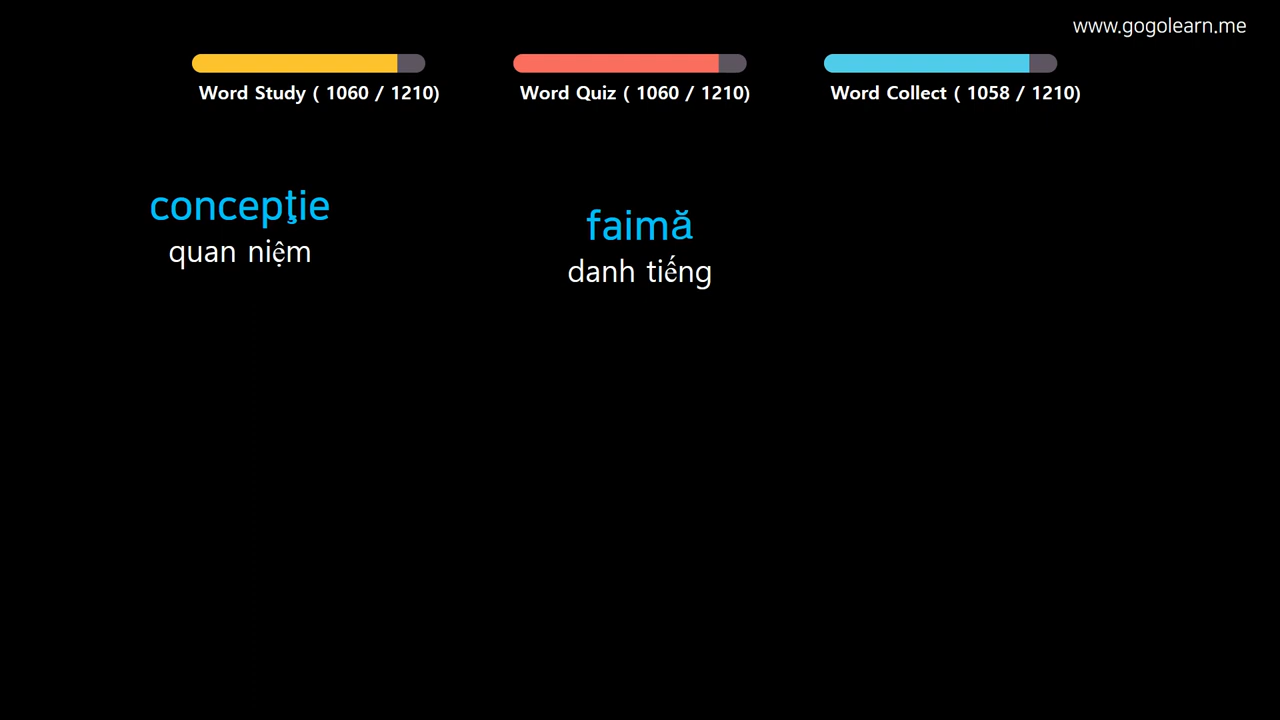 www.gogolearn.me
Word Study ( 1060 / 1210)
Word Quiz ( 1060 / 1210)
Word Collect ( 1058 / 1210)
concepţie
quan niệm
faimă
danh tiếng